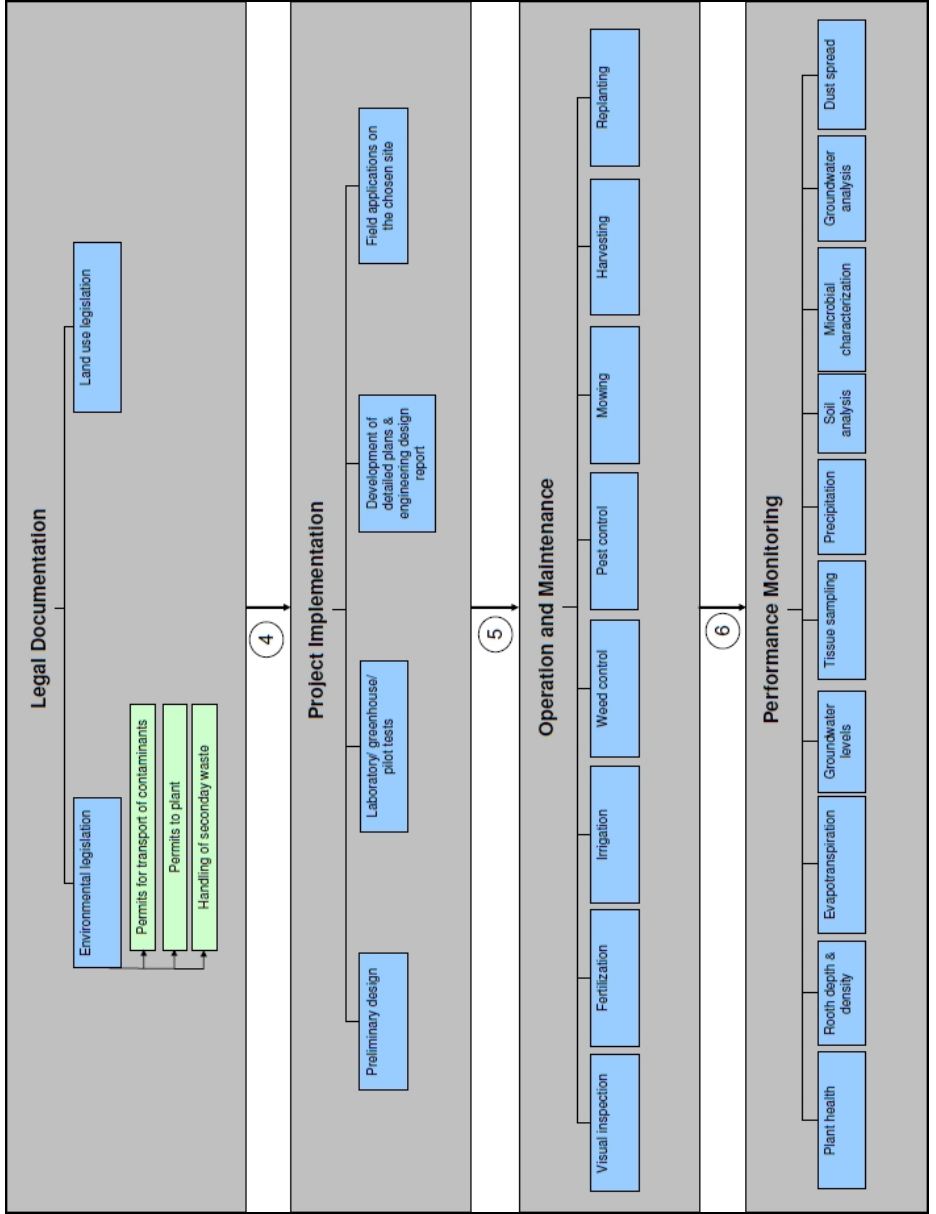 Legal Documentation
Environmental legislation
Permits for transport of contaminants
Permits to plant
Handling of seconday waste
Land use legislation
4
Project Implementation
Preliminary design
Laboratory/ greenhouse/
pilot tests
Development of
detailed plans &
engineering design
report
Field applications on
the chosen site
5
Operation and Maintenance
Visual inspection
Fertilization
Irrigation
Weed control
Pest control
Mowing
Harvesting
Replanting
6
Performance Monitoring
Plant health
Rooth depth &
density
Evapotranspiration
Groundwater
levels
Tissue sampling
Precipitation
Soil
analysis
Microbial
characterization
Groundwater
analysis
Dust spread